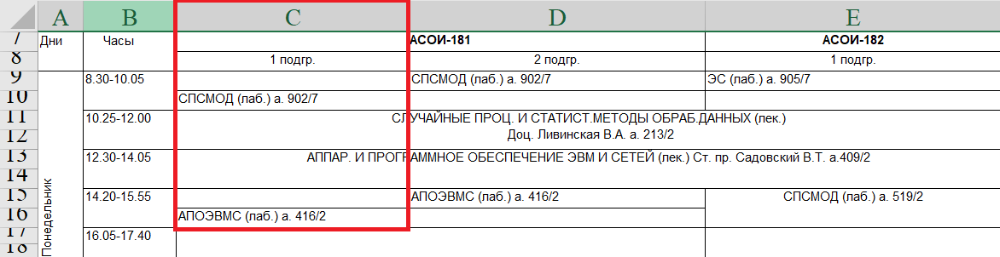 A B C D E
7 Дни Часы АСОИ-181 АСОИ-182
8 1 подгр. 2 подгр. 1 подгр.
9 8.30-10.05 СПСМОД (лаб.) а. 902/7 ЭС (лаб.) а. 905/7
10 СПСМОД (лаб.) а. 902/7
11 10.25-12.00 СЛУЧАЙНЫЕ ПРОЦ. И СТАТИСТ.МЕТОДЫ ОБРАБ.ДАННЫХ (лек.)
12 Доц. Ливинская В.А. а. 213/2
13 12.30-14.05 АППАР. И ПРОГРАММНОЕ ОБЕСПЕЧЕНИЕ ЭВМ И СЕТЕЙ (лек.) Ст. пр. Садовский В.Т. а.409/2
14
15 14.20-15.55 АПОЭВМС (лаб.) а. 416/2 СПСМОД (лаб.) а. 519/2
16 АПОЭВМС (лаб.) а. 416/2
17 16.05-17.40
18
Понедельник